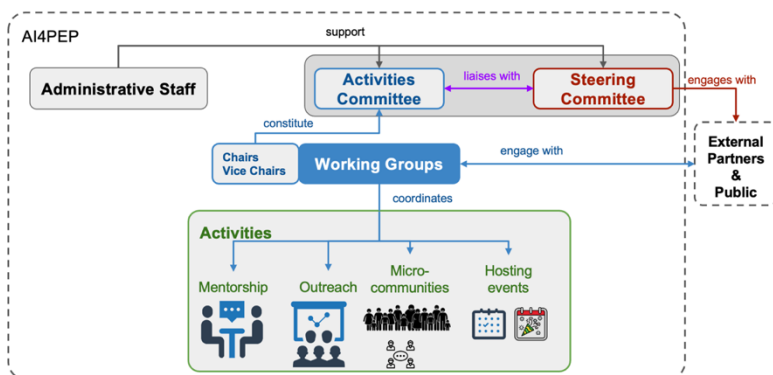 AI4PEP
support
Administrative Staff
Activities
Committee
liaises with
Steering
Committee
engages with
constitute
External
Partners
&
Public
Chairs
Vice Chairs
Working Groups
engage with
coordinates
Activities
Mentorship
Outreach
Micro-
communities
Hosting
events